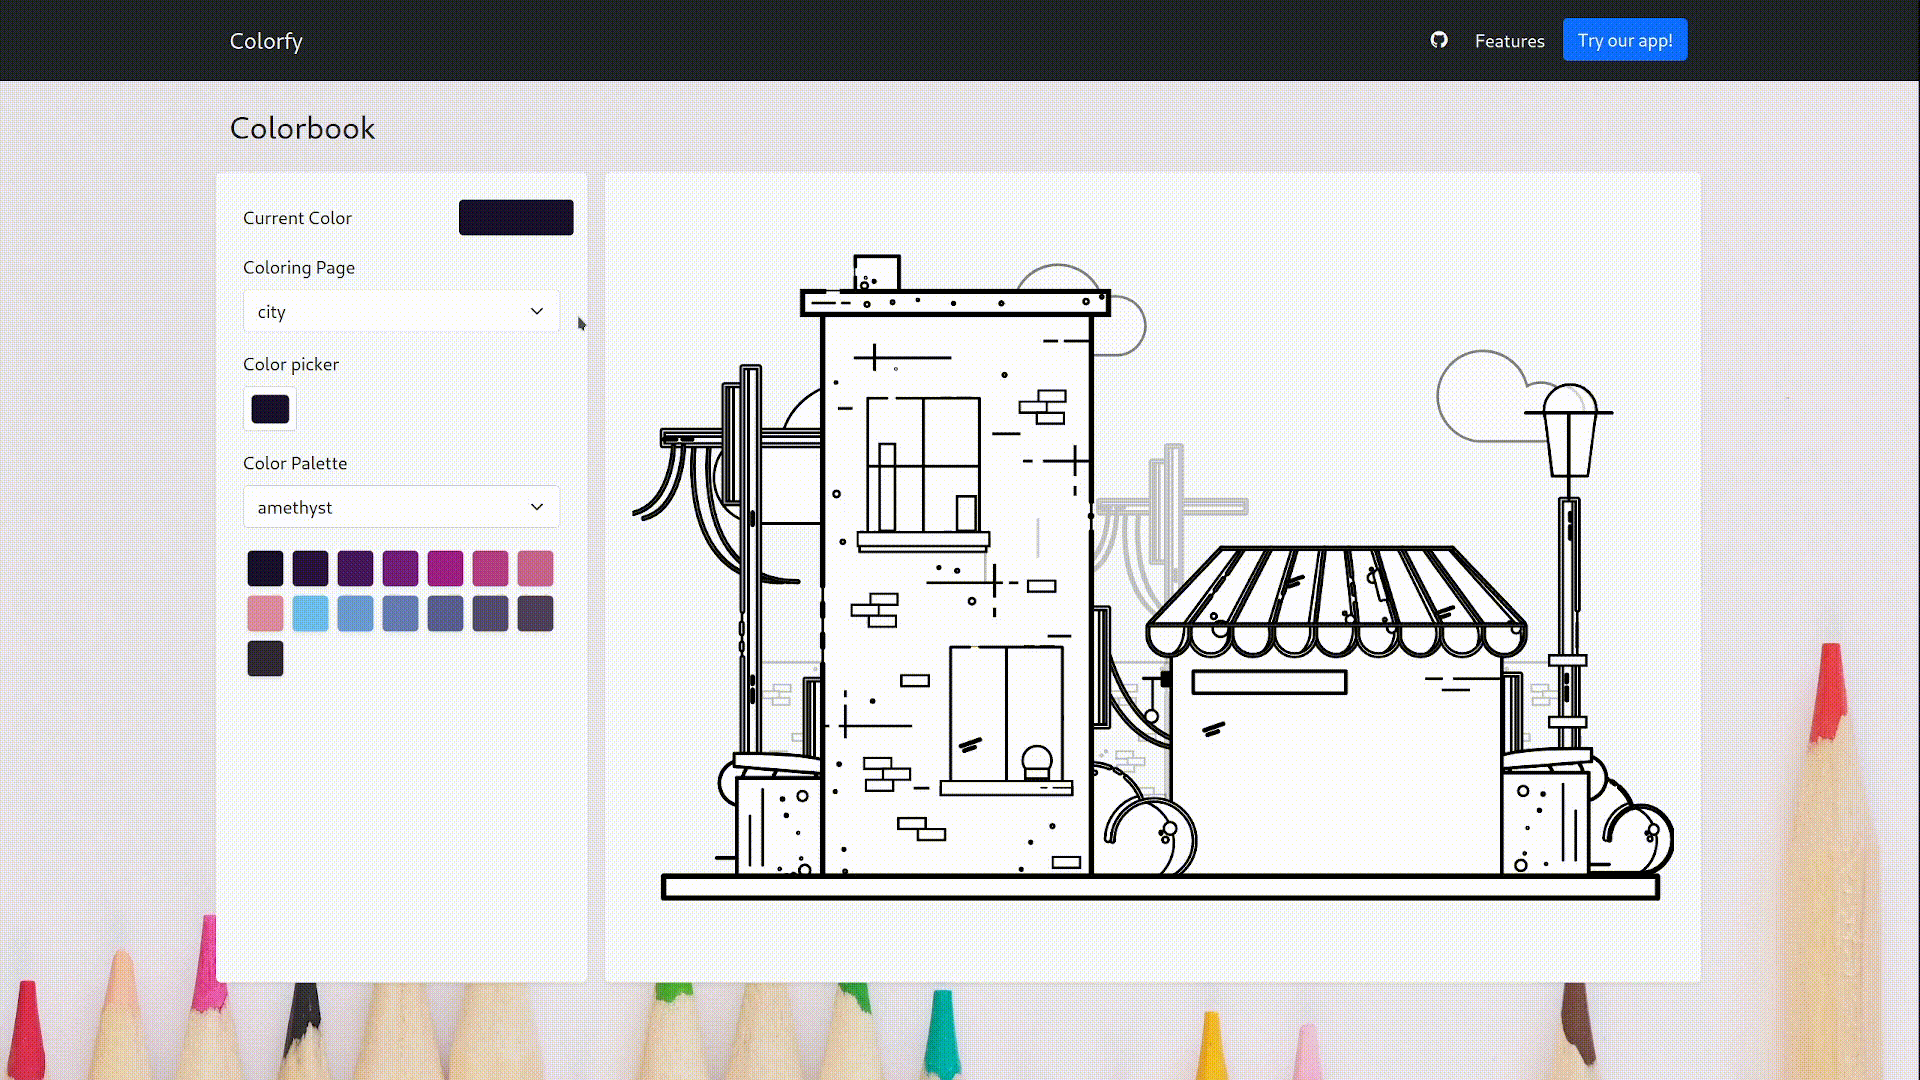 Colorfy
Features
Try our app!
Colorbook
Current Color
Coloring Page
city
Color picker
Color Palette
amethyst